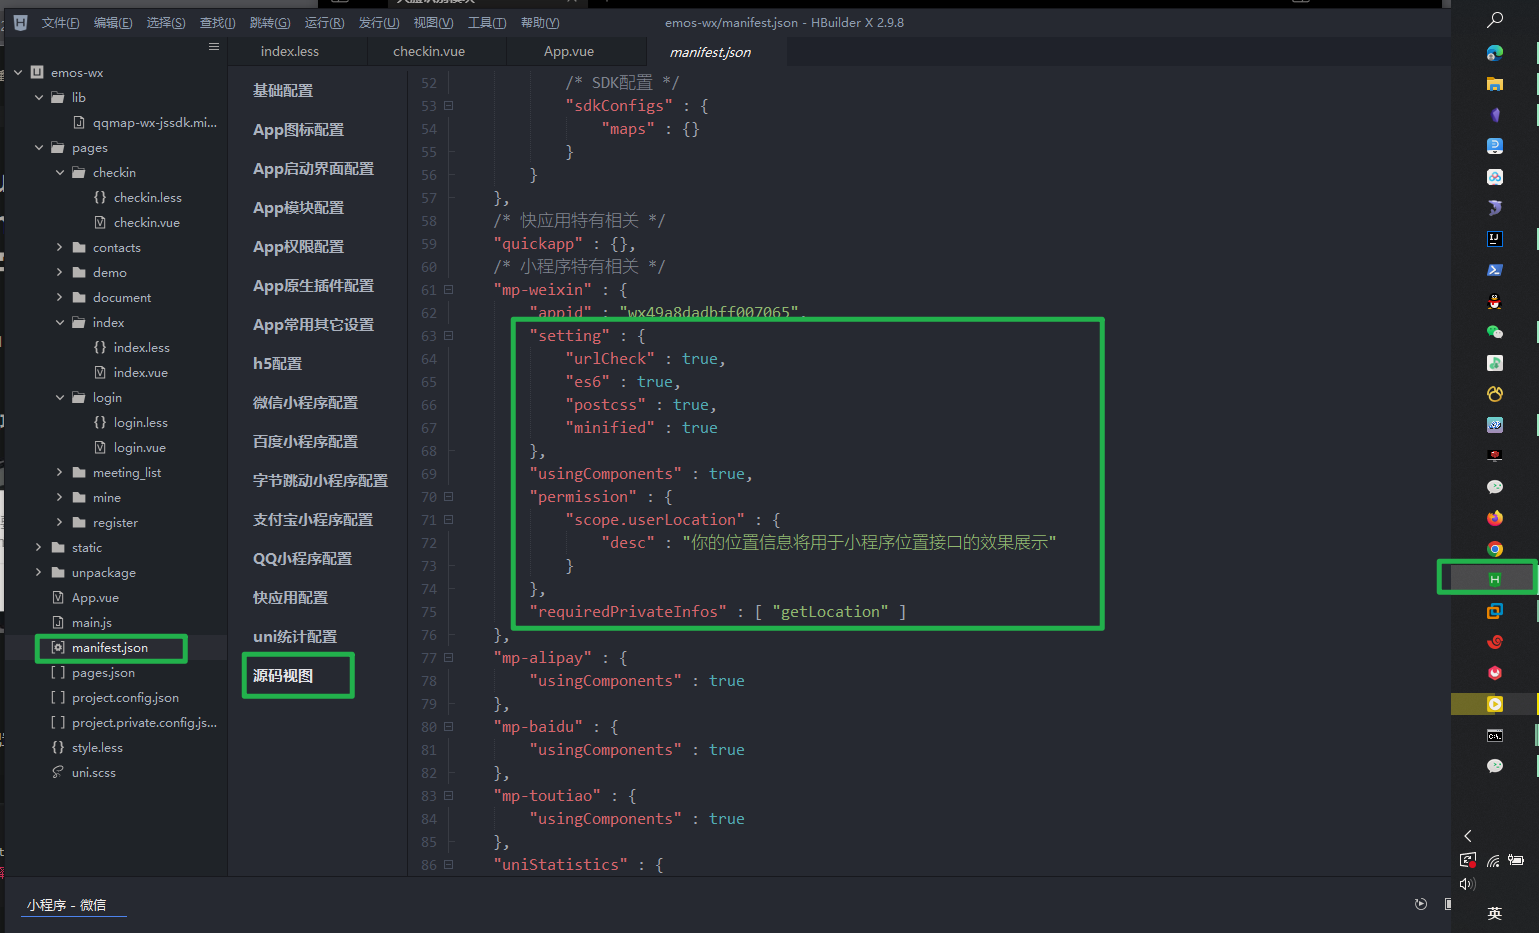 文件(F) 编辑(E) 选择(S) 查找(I) 跳转(G) 运行(R) 发行(U) 视图(V) 工具(T) 帮助(Y) emos-wx/manifest.json - HBuilder X 2.9.8
index.less checkin.vue App.vue manifest.json
emos-wx
lib
qqmap-wx-jssdk.mi...
pages
checkin
checkin.less
checkin.vue
contacts
demo
document
index
index.less
index.vue
login
login.less
login.vue
meeting_list
mine
register
static
unpackage
App.vue
main.js
manifest.json
pages.json
project.config.json
project.private.config.js...
style.less
uni.scss
基础配置
App图标配置
App启动界面配置
App模块配置
App权限配置
App原生插件配置
App常用其它设置
h5配置
微信小程序配置
百度小程序配置
字节跳动小程序配置
支付宝小程序配置
QQ小程序配置
快应用配置
uni统计配置
源码视图
52 /* SDK配置 */
53 "sdkConfigs" : {
54 "maps" : {}
55 }
56 }
57 },
58 /* 快应用特有相关 */
59 "quickapp" : {},
60 /* 小程序特有相关 */
61 "mp-weixin" : {
62 "appid" : "wx49a8dadbff007065",
63 "setting" : {
64 "urlCheck" : true,
65 "es6" : true,
66 "postcss" : true,
67 "minified" : true
68 },
69 "usingComponents" : true,
70 "permission" : {
71 "scope.userLocation" : {
72 "desc" : "你的位置信息将用于小程序位置接口的效果展示"
73 }
74 },
75 "requiredPrivateInfos" : [ "getLocation" ]
76 },
77 "mp-alipay" : {
78 "usingComponents" : true
79 },
80 "mp-baidu" : {
81 "usingComponents" : true
82 },
83 "mp-toutiao" : {
84 "usingComponents" : true
85 },
86 "uniStatistics" : {
小程序 - 微信
英